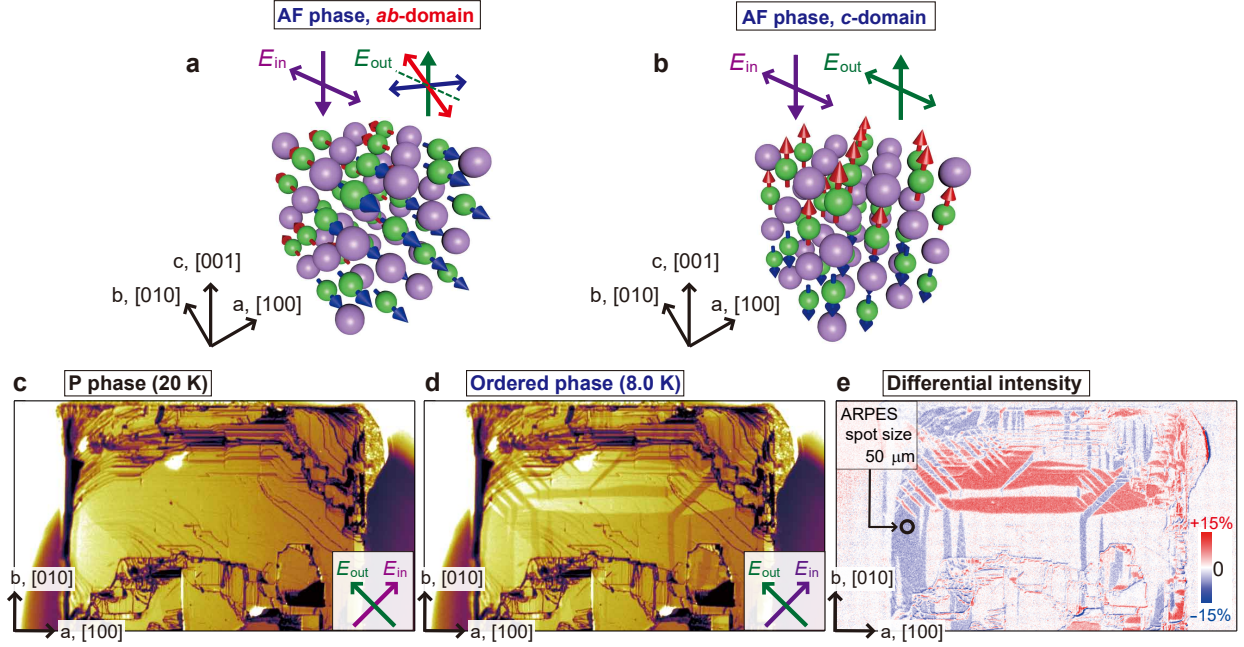 AF phase, ab-domain
AF phase, c-domain
a
E_in
E_out
c, [001]
b, [010]
a, [100]
b
E_in
E_out
c, [001]
b, [010]
a, [100]
c
P phase (20 K)
b, [010]
a, [100]
E_out
E_in
d
Ordered phase (8.0 K)
b, [010]
a, [100]
E_out
E_in
e
Differential intensity
ARPES
spot size
50 μm
+15%
0
−15%
b, [010]
a, [100]